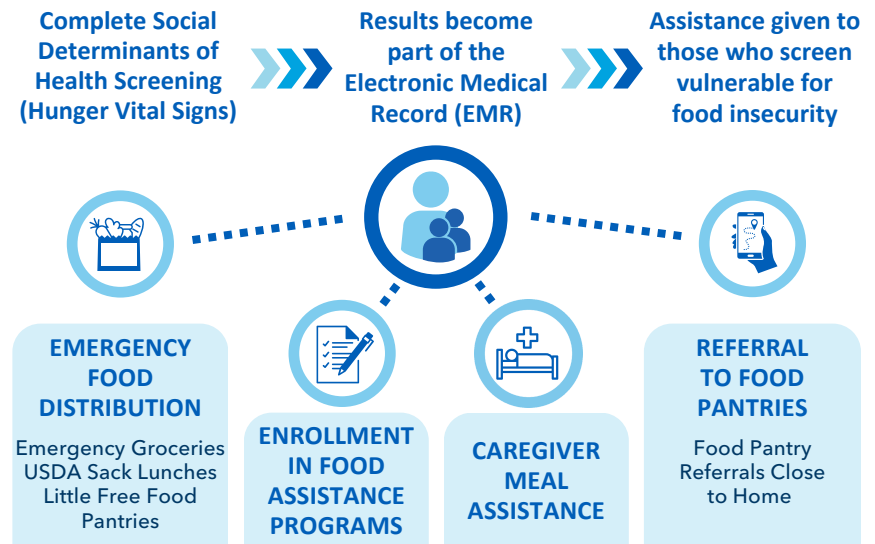 Complete Social
Determinants of
Health Screening
(Hunger Vital Signs)
Results become
part of the
Electronic Medical
Record (EMR)
Assistance given to
those who screen
vulnerable for
food insecurity
EMERGENCY
FOOD
DISTRIBUTION
Emergency Groceries
USDA Sack Lunches
Little Free Food
Pantries
ENROLLMENT
IN FOOD
ASSISTANCE
PROGRAMS
CAREGIVER
MEAL
ASSISTANCE
REFERRAL
TO FOOD
PANTRIES
Food Pantry
Referrals Close
to Home